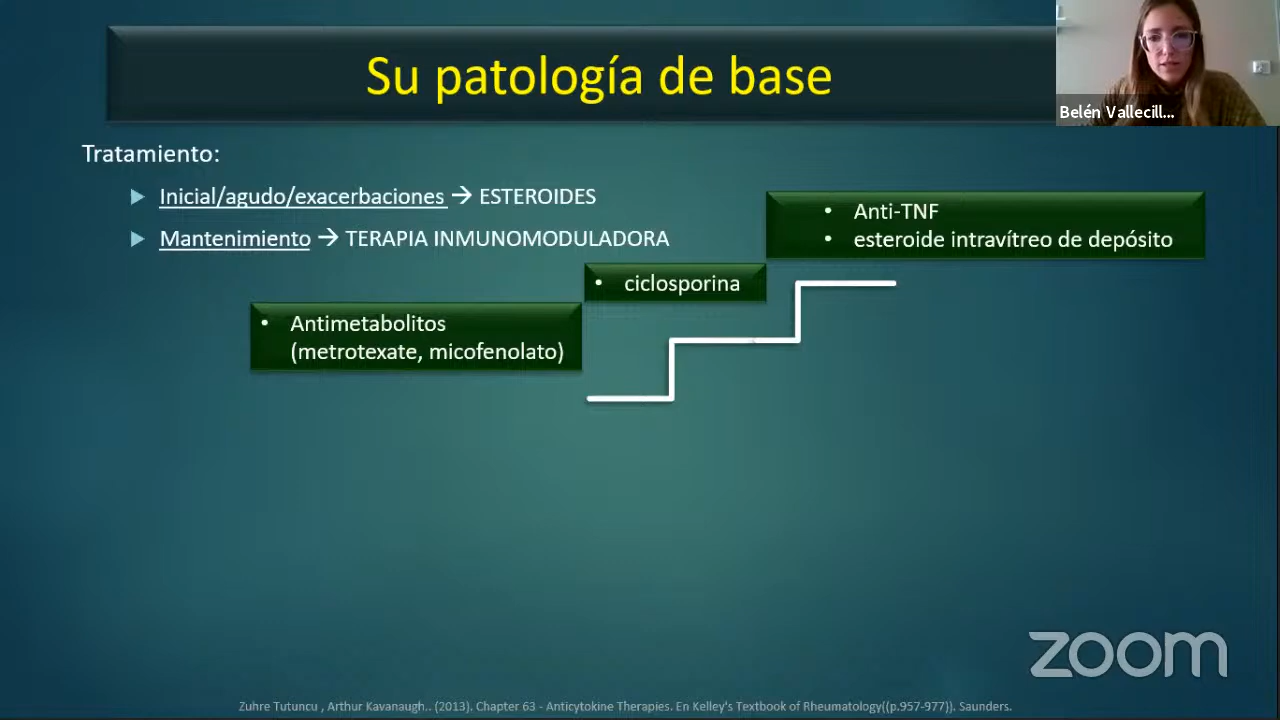 Su patología de base
Belén Vallecill...
Tratamiento:
Inicial/agudo/exacerbaciones → ESTEROIDES
Mantenimiento → TERAPIA INMUNOMODULADORA
• Anti-TNF
• esteroide intravítreo de depósito
• ciclosporina
• Antimetabolitos
(metrotexate, micofenolato)
zoom
Zuhre Tutuncu , Arthur Kavanaugh.. (2013). Chapter 63 - Anticytokine Therapies. En Kelley's Textbook of Rheumatology((p.957-977)). Saunders.